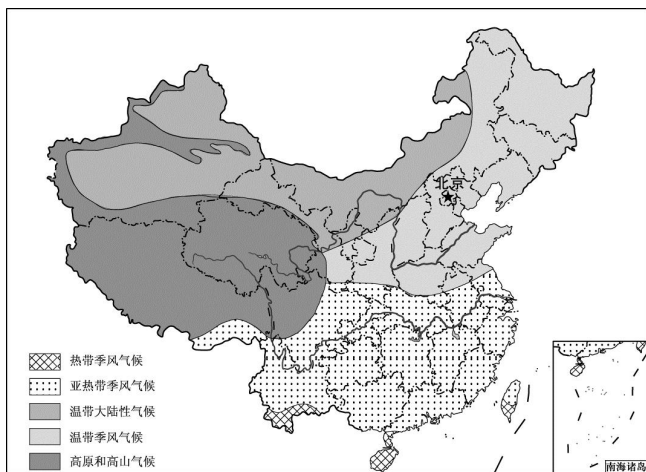 北京
热带季风气候
亚热带季风气候
温带大陆性气候
温带季风气候
高原和高山气候
南海诸岛